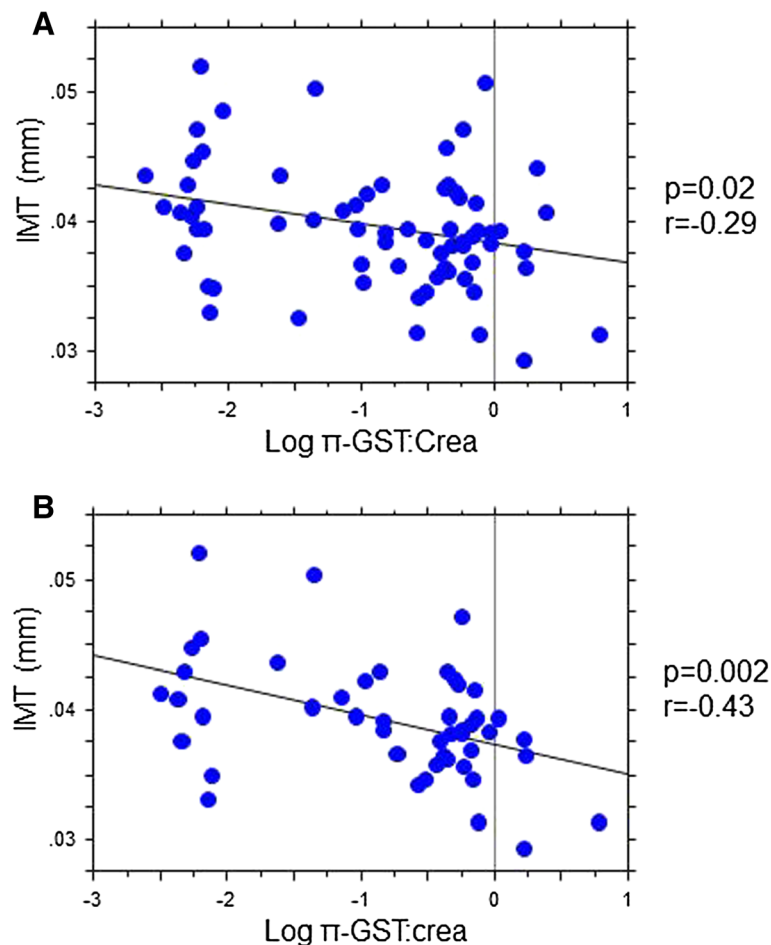 A
IMT (mm)
.05
.04
.03
-3 -2 -1 0 1
Log π-GST:Crea
p=0.02
r=-0.29
B
IMT (mm)
.05
.04
.03
-3 -2 -1 0 1
Log π-GST:crea
p=0.002
r=-0.43